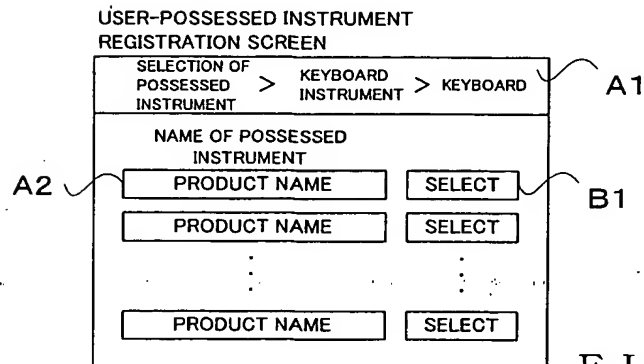 USER-POSSESSED INSTRUMENT
REGISTRATION SCREEN
SELECTION OF
POSSESSED
INSTRUMENT
>
KEYBOARD
INSTRUMENT
> KEYBOARD
A1
NAME OF POSSESSED
INSTRUMENT
A2 PRODUCT NAME SELECT B1
PRODUCT NAME SELECT
PRODUCT NAME SELECT